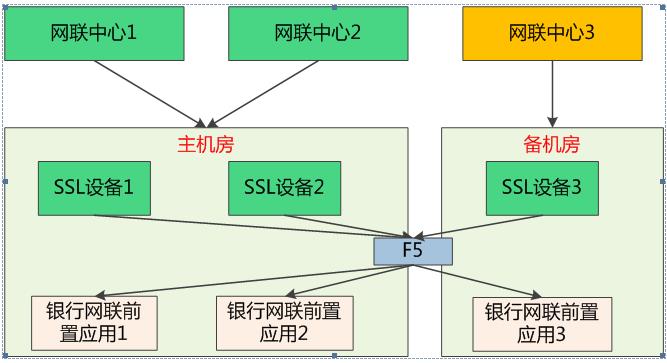 网联中心1
网联中心2
网联中心3
主机房
备机房
SSL设备1
SSL设备2
SSL设备3
F5
银行网联前
置应用1
银行网联前置
应用2
银行网联前置
应用3